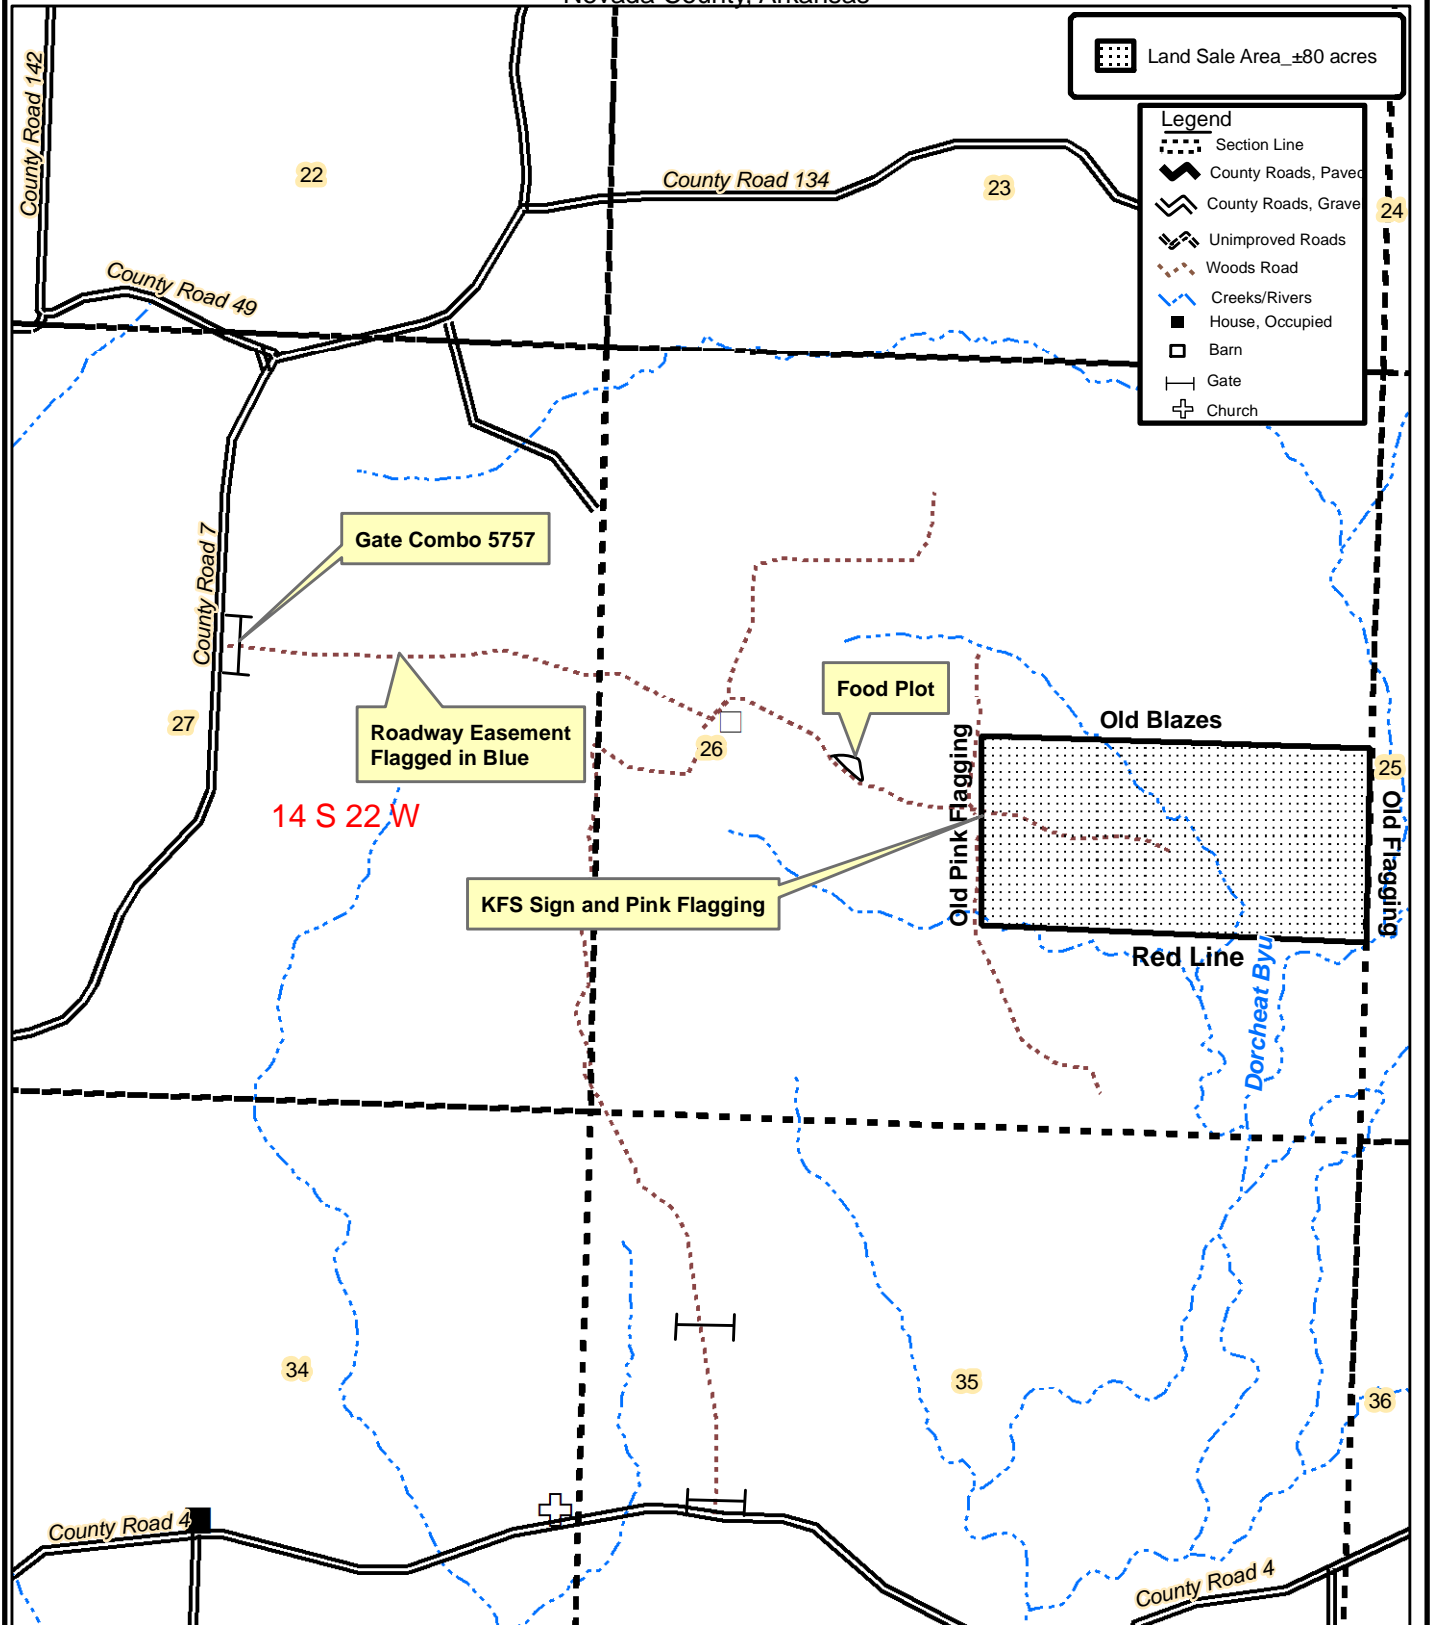 Nevada County, Arkansas
Land Sale Area_±80 acres
Legend
Section Line
County Roads, Paved
County Roads, Grave
Unimproved Roads
Woods Road
Creeks/Rivers
House, Occupied
Barn
Gate
Church
County Road 142
22
County Road 134
23
24
County Road 49
Gate Combo 5757
County Road 7
Food Plot
27
Roadway Easement
Flagged in Blue
26
Old Blazes
25
14 S 22 W
Old Pink Flagging
Old Flagging
KFS Sign and Pink Flagging
Red Line
Dorcheat Byu
34
35
36
County Road 4
County Road 4